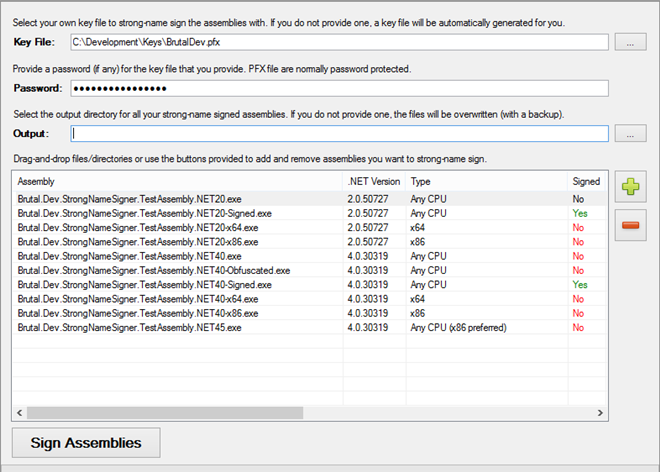 Select your own key file to strong-name sign the assemblies with. If you do not provide one, a key file will be automatically generated for you.
Key File: C:\Development\Keys\BrutalDev.pfx ...
Provide a password (if any) for the key file that you provide. PFX file are normally password protected.
Password: ●●●●●●●●●●●●●●●●
Select the output directory for all your strong-name signed assemblies. If you do not provide one, the files will be overwritten (with a backup).
Output: ...
Drag-and-drop files/directories or use the buttons provided to add and remove assemblies you want to strong-name sign.
Assembly .NET Version Type Signed
Brutal.Dev.StrongNameSigner.TestAssembly.NET20.exe 2.0.50727 Any CPU No
Brutal.Dev.StrongNameSigner.TestAssembly.NET20-Signed.exe 2.0.50727 Any CPU Yes
Brutal.Dev.StrongNameSigner.TestAssembly.NET20-x64.exe 2.0.50727 x64 No
Brutal.Dev.StrongNameSigner.TestAssembly.NET20-x86.exe 2.0.50727 x86 No
Brutal.Dev.StrongNameSigner.TestAssembly.NET40.exe 4.0.30319 Any CPU No
Brutal.Dev.StrongNameSigner.TestAssembly.NET40-Obfuscated.exe 4.0.30319 Any CPU No
Brutal.Dev.StrongNameSigner.TestAssembly.NET40-Signed.exe 4.0.30319 Any CPU Yes
Brutal.Dev.StrongNameSigner.TestAssembly.NET40-x64.exe 4.0.30319 x64 No
Brutal.Dev.StrongNameSigner.TestAssembly.NET40-x86.exe 4.0.30319 x86 No
Brutal.Dev.StrongNameSigner.TestAssembly.NET45.exe 4.0.30319 Any CPU (x86 preferred) No
Sign Assemblies